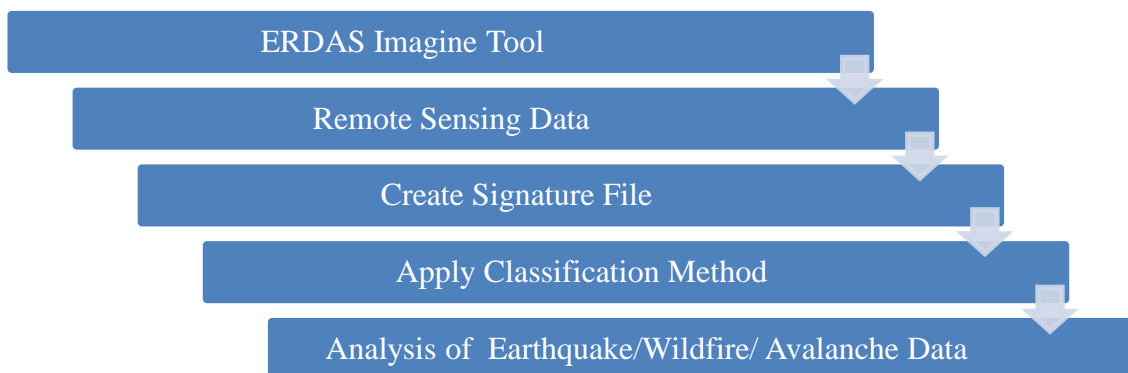 ERDAS Imagine Tool
Remote Sensing Data
Create Signature File
Apply Classification Method
Analysis of Earthquake/Wildfire/ Avalanche Data